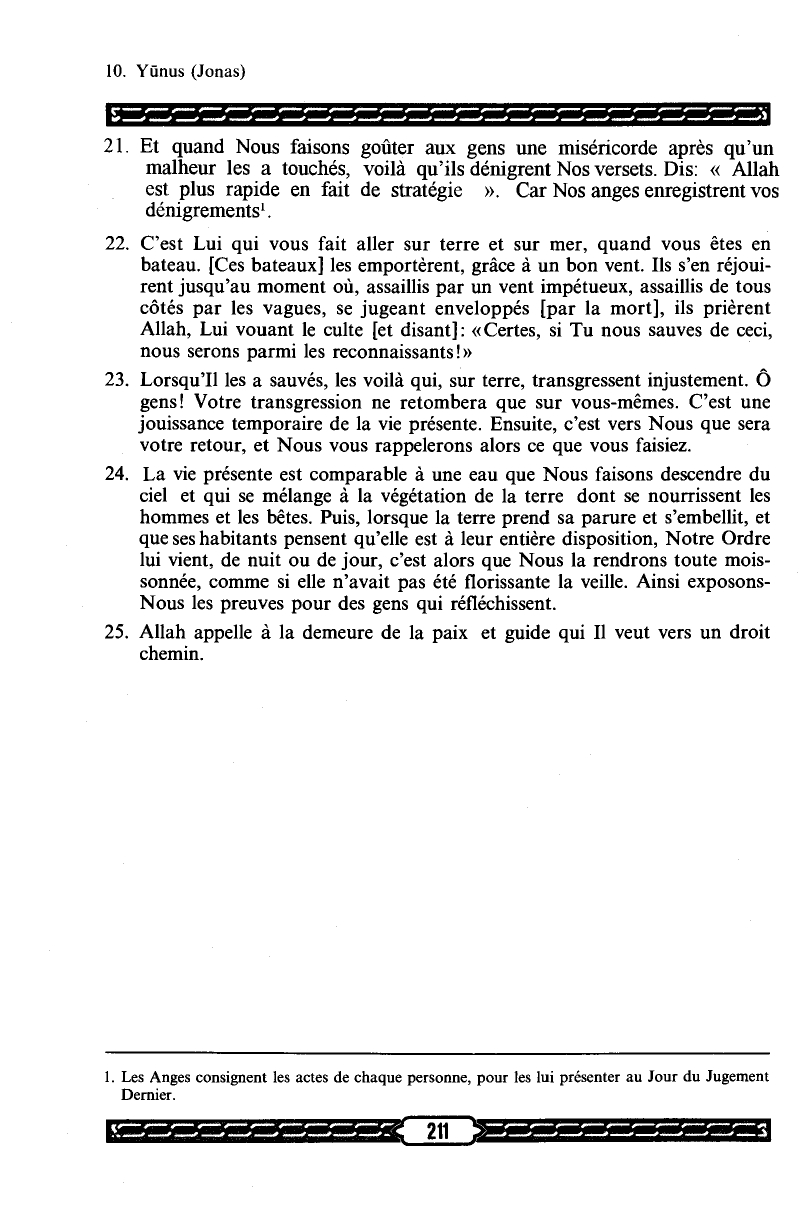 10. Yūnus (Jonas)
21. Et quand Nous faisons goûter aux gens une miséricorde après qu'un
malheur les a touchés, voilà qu'ils dénigrent Nos versets. Dis: « Allah
est plus rapide en fait de stratégie ». Car Nos anges enregistrent vos
dénigrements¹.
22. C'est Lui qui vous fait aller sur terre et sur mer, quand vous êtes en
bateau. [Ces bateaux] les emportèrent, grâce à un bon vent. Ils s'en réjoui-
rent jusqu'au moment où, assaillis par un vent impétueux, assaillis de tous
côtés par les vagues, se jugeant enveloppés [par la mort], ils prièrent
Allah, Lui vouant le culte [et disant]: «Certes, si Tu nous sauves de ceci,
nous serons parmi les reconnaissants!»
23. Lorsqu'Il les a sauvés, les voilà qui, sur terre, transgressent injustement. Ô
gens! Votre transgression ne retombera que sur vous-mêmes. C'est une
jouissance temporaire de la vie présente. Ensuite, c'est vers Nous que sera
votre retour, et Nous vous rappelerons alors ce que vous faisiez.
24. La vie présente est comparable à une eau que Nous faisons descendre du
ciel et qui se mélange à la végétation de la terre dont se nourrissent les
hommes et les bêtes. Puis, lorsque la terre prend sa parure et s'embellit, et
que ses habitants pensent qu'elle est à leur entière disposition, Notre Ordre
lui vient, de nuit ou de jour, c'est alors que Nous la rendrons toute mois-
sonnée, comme si elle n'avait pas été florissante la veille. Ainsi exposons-
Nous les preuves pour des gens qui réfléchissent.
25. Allah appelle à la demeure de la paix et guide qui Il veut vers un droit
chemin.
1. Les Anges consignent les actes de chaque personne, pour les lui présenter au Jour du Jugement
Dernier.
211